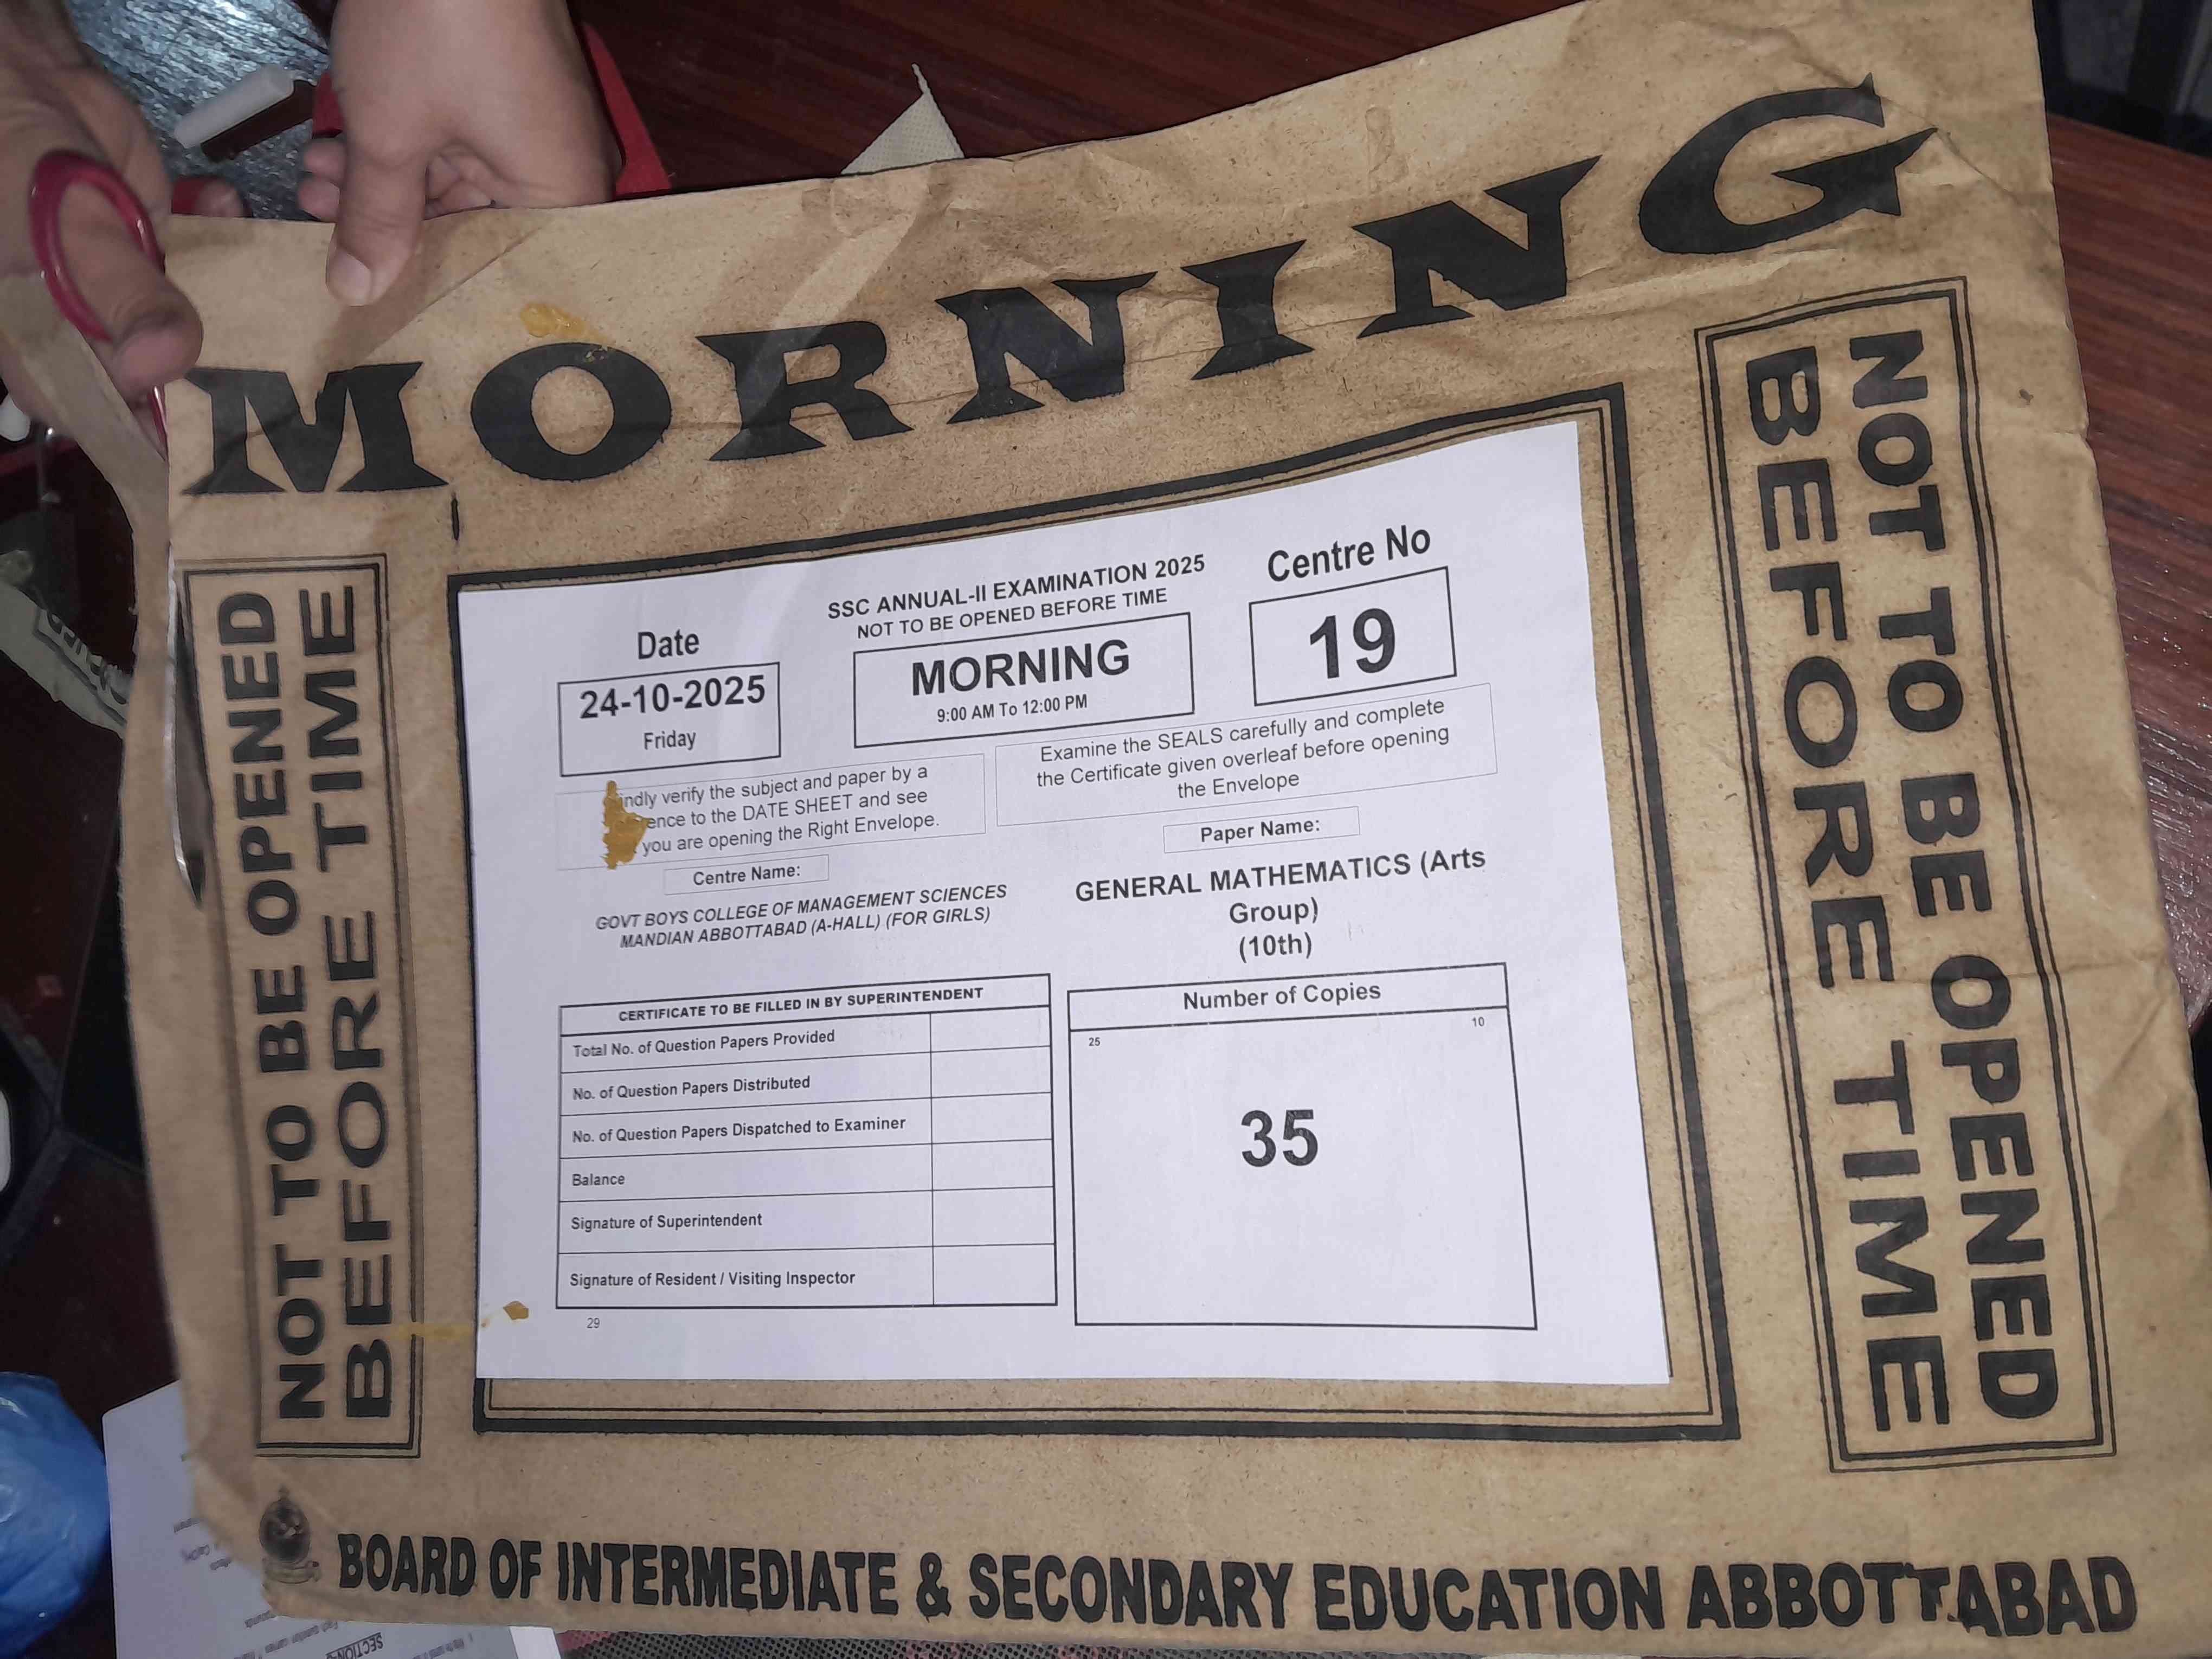 MORNING
NOT TO BE OPENED
BEFORE TIME
SSC ANNUAL-II EXAMINATION 2025
NOT TO BE OPENED BEFORE TIME
Date
24-10-2025
Friday
MORNING
9:00 AM To 12:00 PM
Centre No
19
indly verify the subject and paper by a
ence to the DATE SHEET and see
you are opening the Right Envelope.
Examine the SEALS carefully and complete
the Certificate given overleaf before opening
the Envelope
Centre Name:
GOVT BOYS COLLEGE OF MANAGEMENT SCIENCES
MANDIAN ABBOTTABAD (A-HALL) (FOR GIRLS)
Paper Name:
GENERAL MATHEMATICS (Arts
Group)
(10th)
CERTIFICATE TO BE FILLED IN BY SUPERINTENDENT
Total No. of Question Papers Provided
No. of Question Papers Distributed
No. of Question Papers Dispatched to Examiner
Balance
Signature of Superintendent
Signature of Resident / Visiting Inspector
29
Number of Copies
25
10
35
NOT TO BE OPENED
BEFORE TIME
BOARD OF INTERMEDIATE & SECONDARY EDUCATION ABBOTTABAD